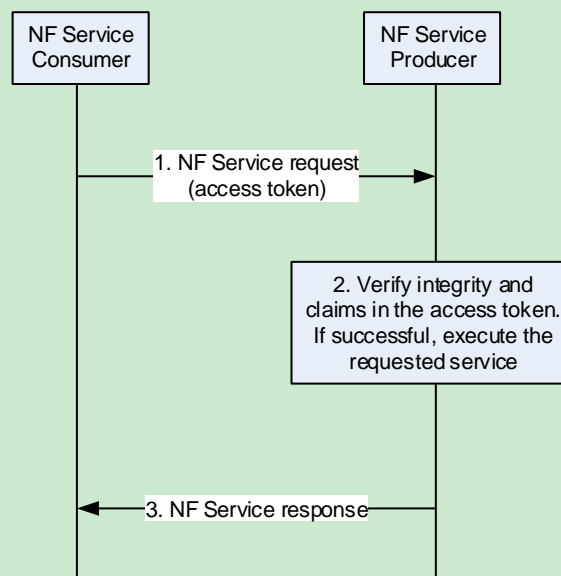 NF Service
Consumer
NF Service
Producer
1. NF Service request
(access token)
2. Verify integrity and
claims in the access token.
If successful, execute the
requested service
3. NF Service response